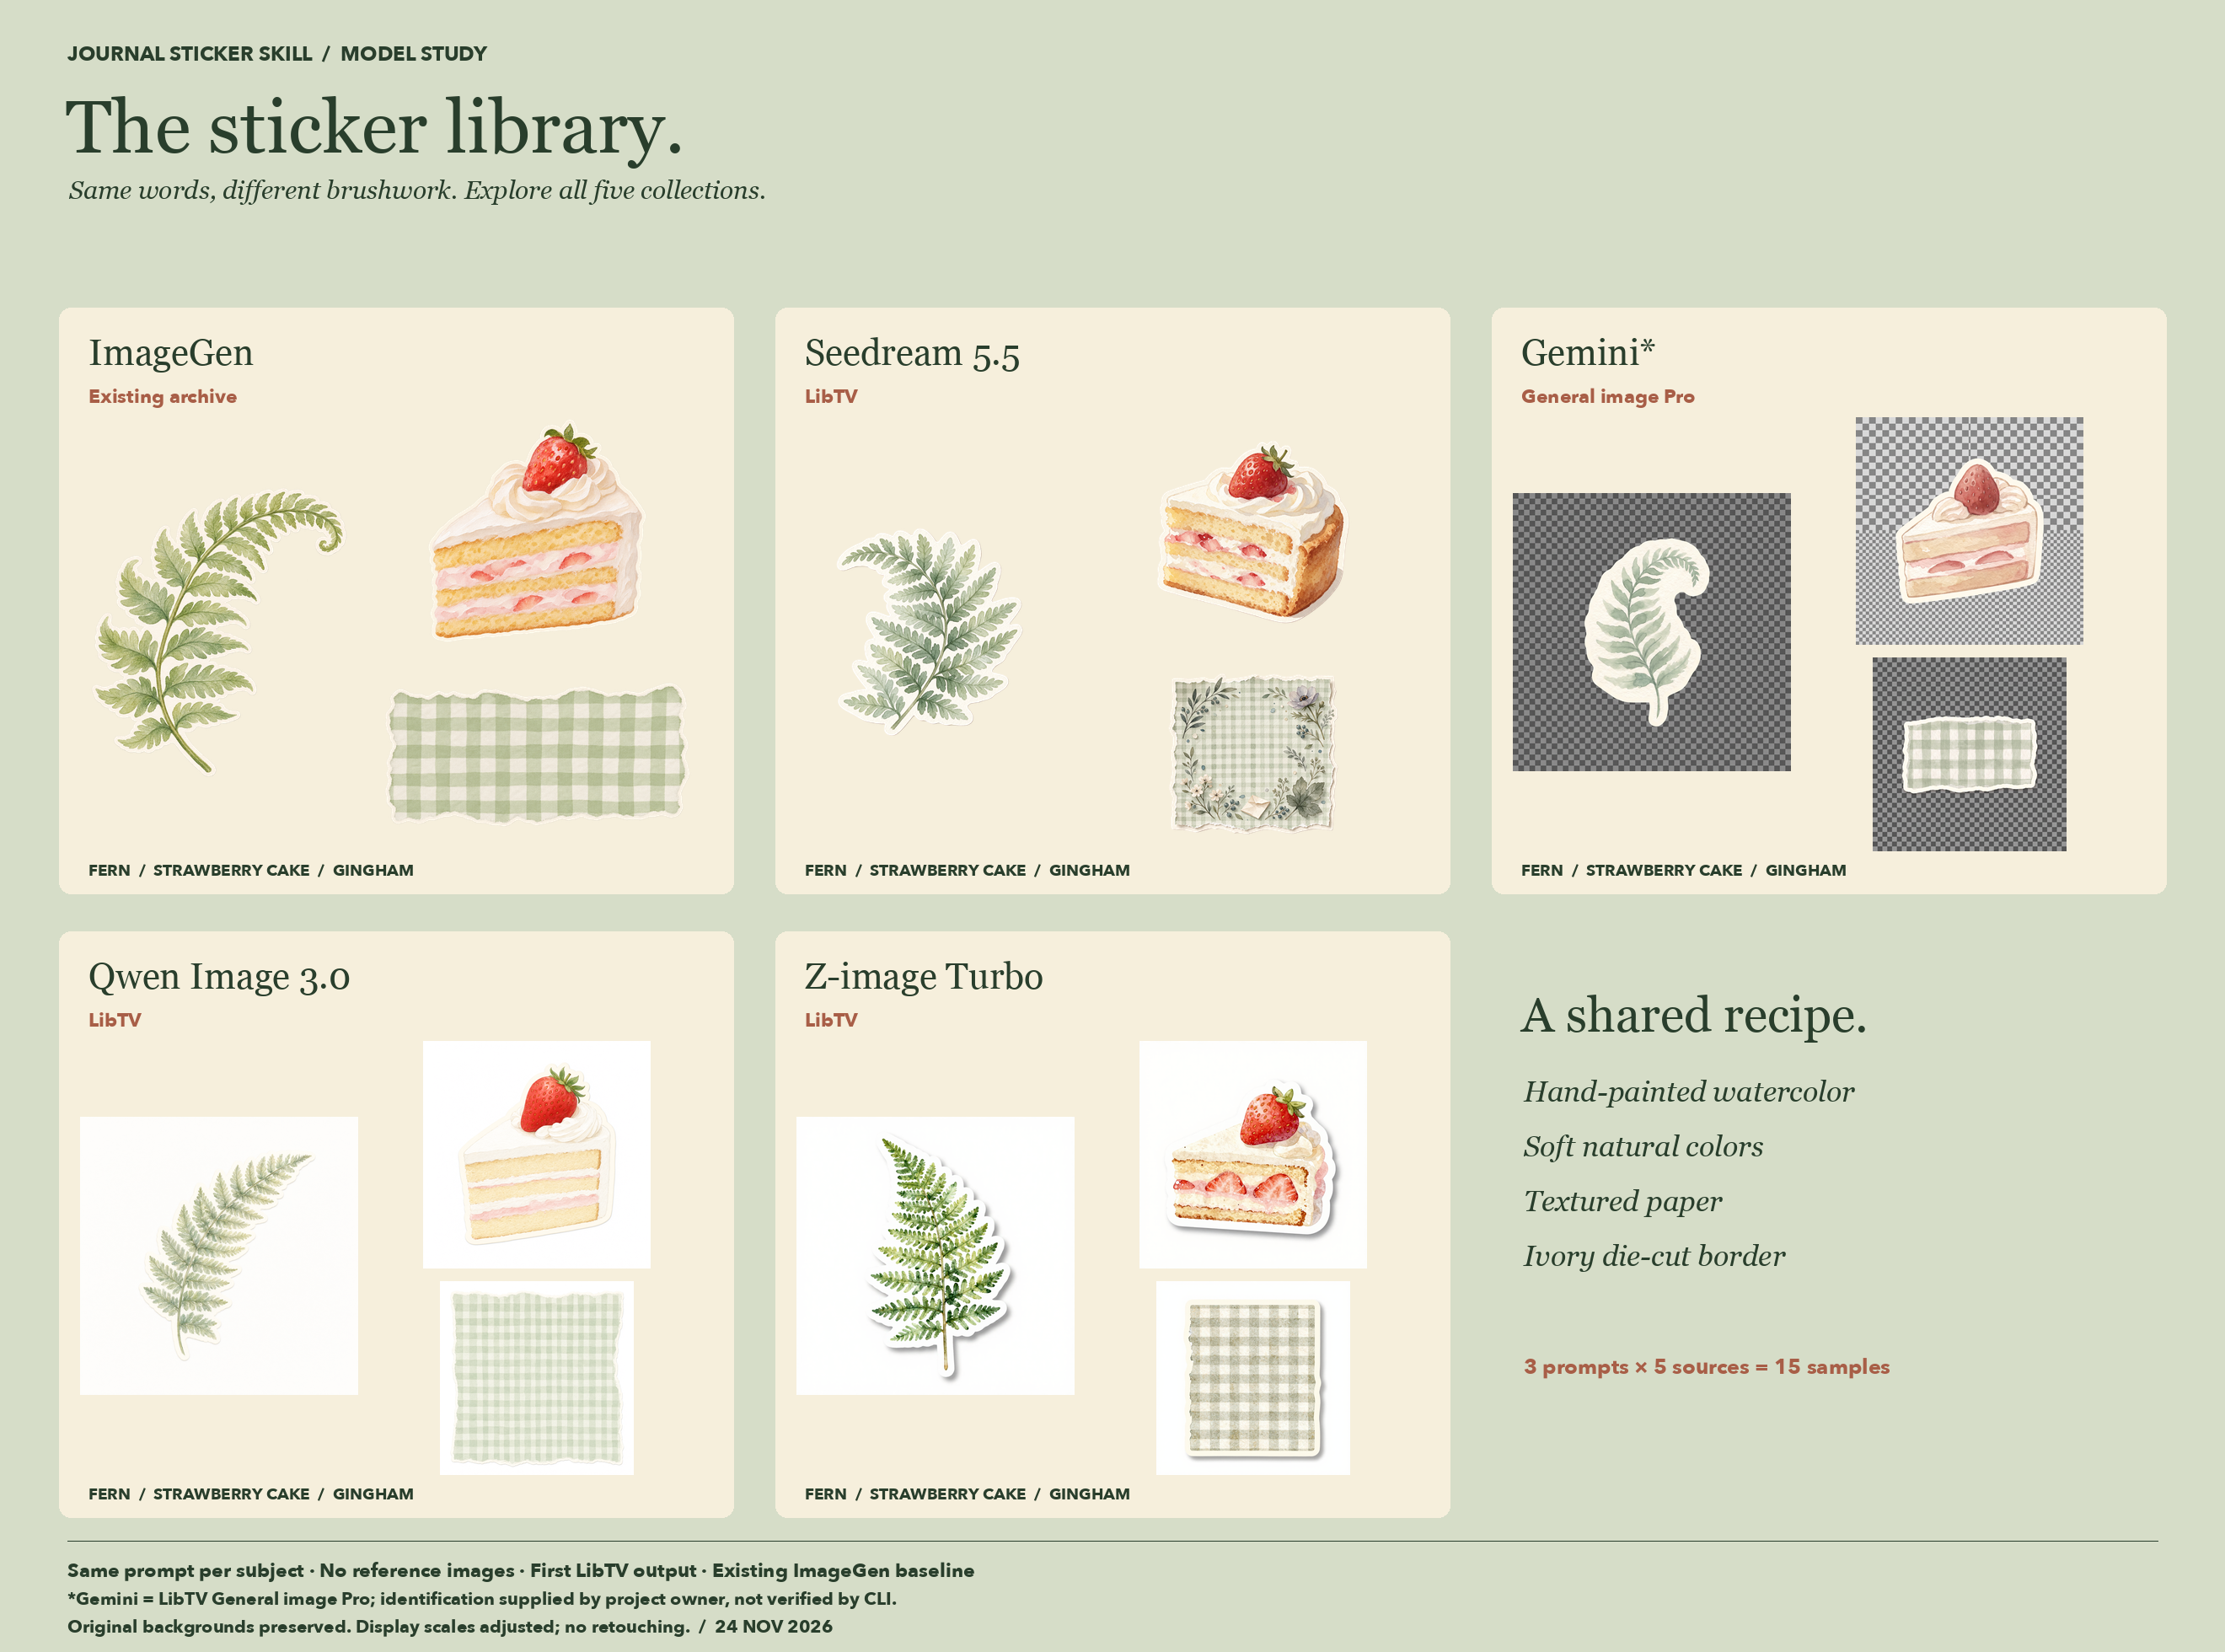 JOURNAL STICKER SKILL / MODEL STUDY
The sticker library.
Same words, different brushwork. Explore all five collections.
ImageGen
Existing archive
FERN / STRAWBERRY CAKE / GINGHAM
Seedream 5.5
LibTV
FERN / STRAWBERRY CAKE / GINGHAM
Gemini*
General image Pro
FERN / STRAWBERRY CAKE / GINGHAM
Qwen Image 3.0
LibTV
FERN / STRAWBERRY CAKE / GINGHAM
Z-image Turbo
LibTV
FERN / STRAWBERRY CAKE / GINGHAM
A shared recipe.
Hand-painted watercolor
Soft natural colors
Textured paper
Ivory die-cut border
3 prompts × 5 sources = 15 samples
Same prompt per subject · No reference images · First LibTV output · Existing ImageGen baseline
*Gemini = LibTV General image Pro; identification supplied by project owner, not verified by CLI.
Original backgrounds preserved. Display scales adjusted; no retouching. / 24 NOV 2026